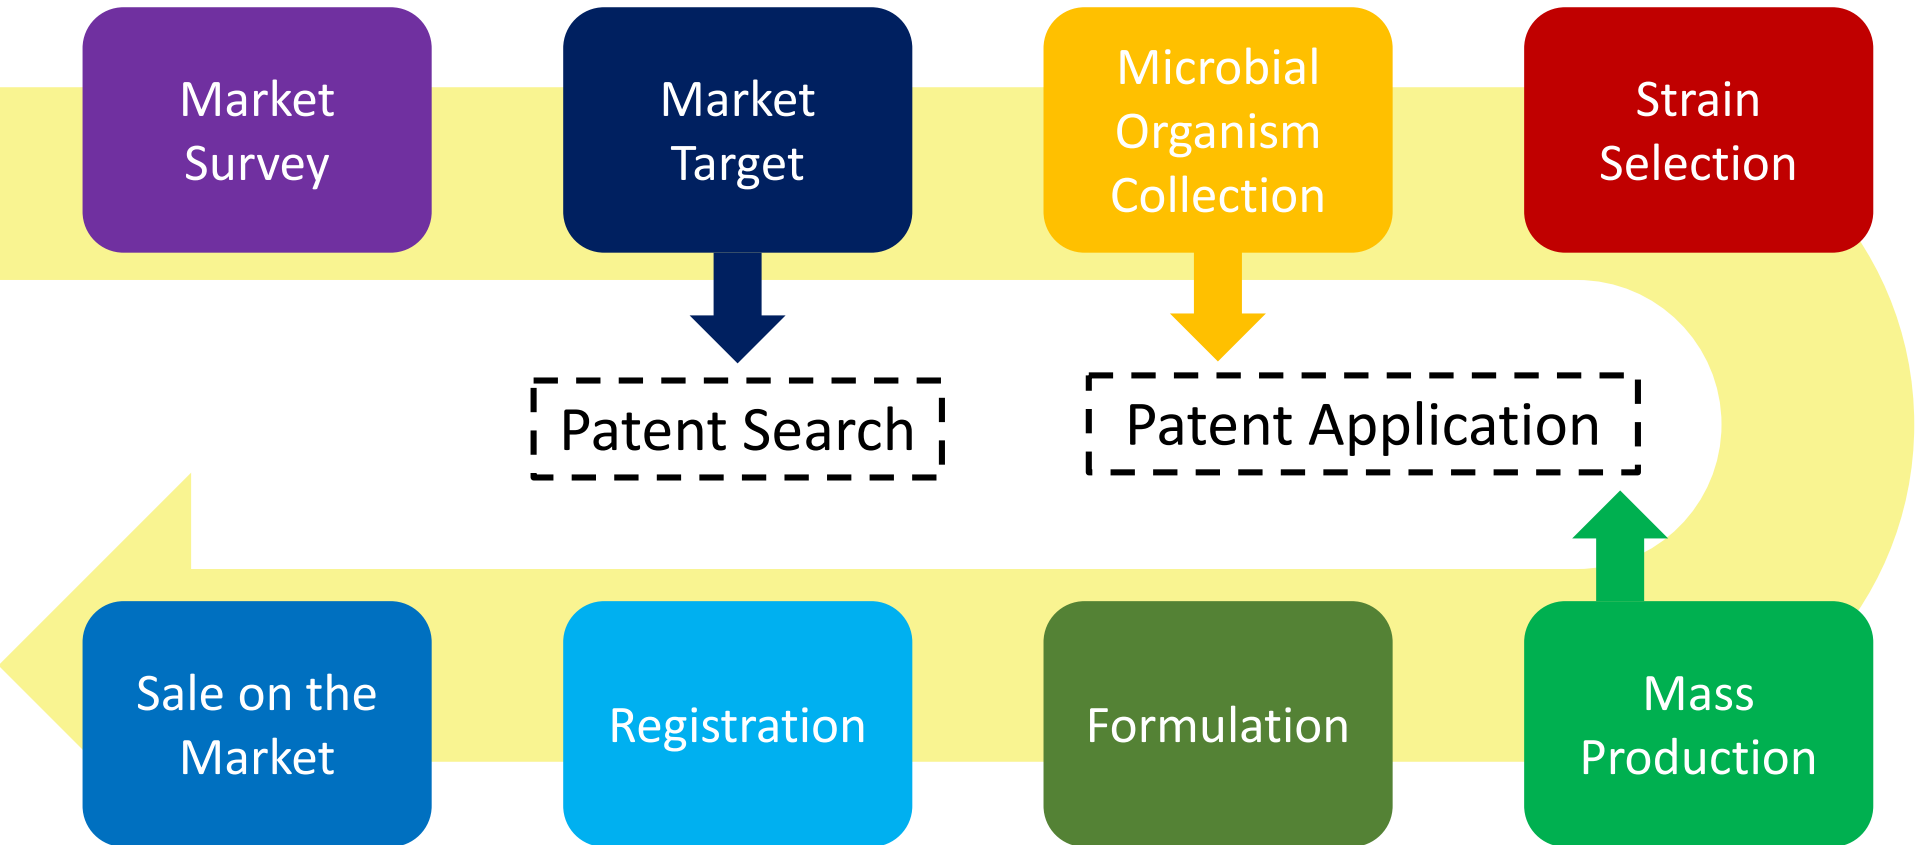 Market
Survey
Market
Target
Microbial
Organism
Collection
Strain
Selection
Patent Search
Patent Application
Sale on the
Market
Registration
Formulation
Mass
Production